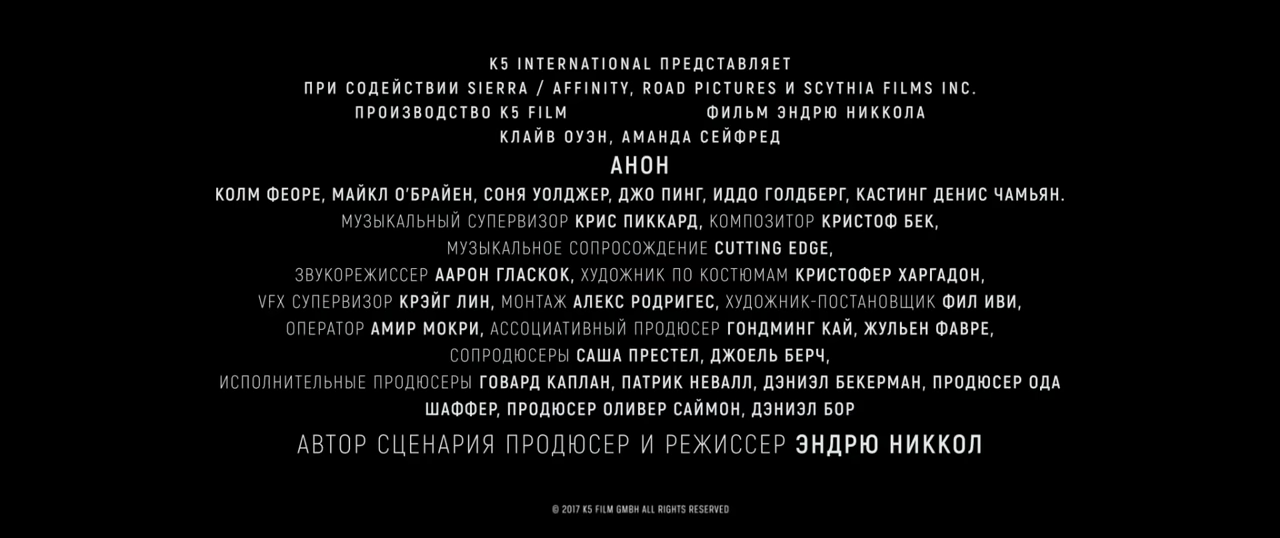 K5 INTERNATIONAL ПРЕДСТАВЛЯЕТ
ПРИ СОДЕЙСТВИИ SIERRA / AFFINITY, ROAD PICTURES И SCYTHIA FILMS INC.
ПРОИЗВОДСТВО K5 FILM ФИЛЬМ ЭНДРЮ НИККОЛА
КЛАЙВ ОУЭН, АМАНДА СЕЙФРЕД
АНОН
КОЛМ ФЕОРЕ, МАЙКЛ О'БРАЙЕН, СОНЯ УОЛДЖЕР, ДЖО ПИНГ, ИДДО ГОЛДБЕРГ, КАСТИНГ ДЕНИС ЧАМЬЯН.
МУЗЫКАЛЬНЫЙ СУПЕРВИЗОР КРИС ПИККАРД, КОМПОЗИТОР КРИСТОФ БЕК,
МУЗЫКАЛЬНОЕ СОПРОСОЖДЕНИЕ CUTTING EDGE,
ЗВУКОРЕЖИССЕР ААРОН ГЛАСКОК, ХУДОЖНИК ПО КОСТЮМАМ КРИСТОФЕР ХАРГАДОН,
VFX СУПЕРВИЗОР КРЭЙГ ЛИН, МОНТАЖ АЛЕКС РОДРИГЕС, ХУДОЖНИК-ПОСТАНОВЩИК ФИЛ ИВИ,
ОПЕРАТОР АМИР МОКРИ, АССОЦИАТИВНЫЙ ПРОДЮСЕР ГОНДМИНГ КАЙ, ЖУЛЬЕН ФАВРЕ,
СОПРОДЮСЕРЫ САША ПРЕСТЕЛ, ДЖОЕЛЬ БЕРЧ,
ИСПОЛНИТЕЛЬНЫЕ ПРОДЮСЕРЫ ГОВАРД КАПЛАН, ПАТРИК НЕВАЛЛ, ДЭНИЭЛ БЕКЕРМАН, ПРОДЮСЕР ОДА
ШАФФЕР, ПРОДЮСЕР ОЛИВЕР САЙМОН, ДЭНИЭЛ БОР
АВТОР СЦЕНАРИЯ ПРОДЮСЕР И РЕЖИССЕР ЭНДРЮ НИККОЛ
© 2017 K5 FILM GMBH ALL RIGHTS RESERVED